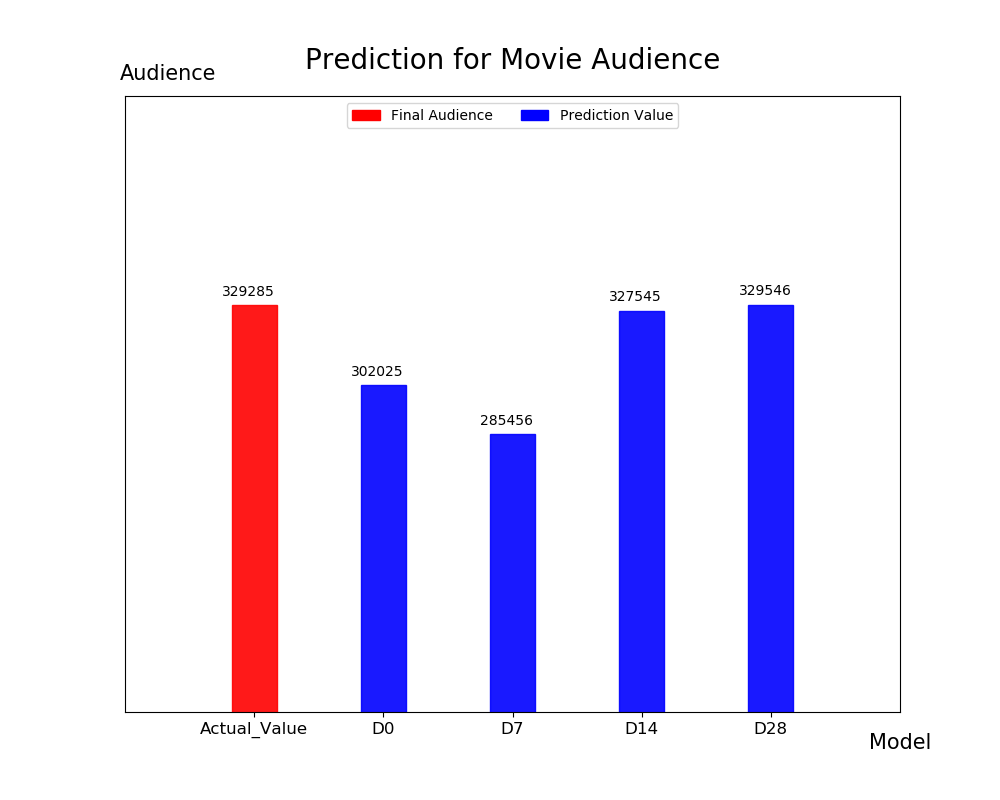 Prediction for Movie Audience
Audience
Final Audience
Prediction Value
329285
302025
285456
327545
329546
Actual_Value
D0
D7
D14
D28
Model